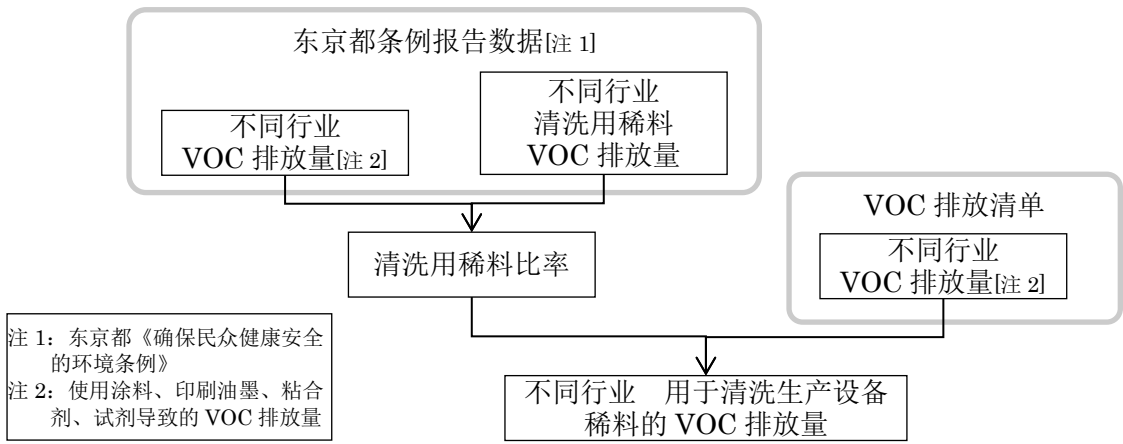 东京都条例报告数据[注 1]
不同行业
VOC 排放量[注 2]
不同行业
清洗用稀料
VOC 排放量
VOC 排放清单
不同行业
VOC 排放量[注 2]
清洗用稀料比率
注 1：东京都《确保民众健康安全
的环境条例》
注 2：使用涂料、印刷油墨、粘合
剂、试剂导致的 VOC 排放量
不同行业　用于清洗生产设备
稀料的 VOC 排放量